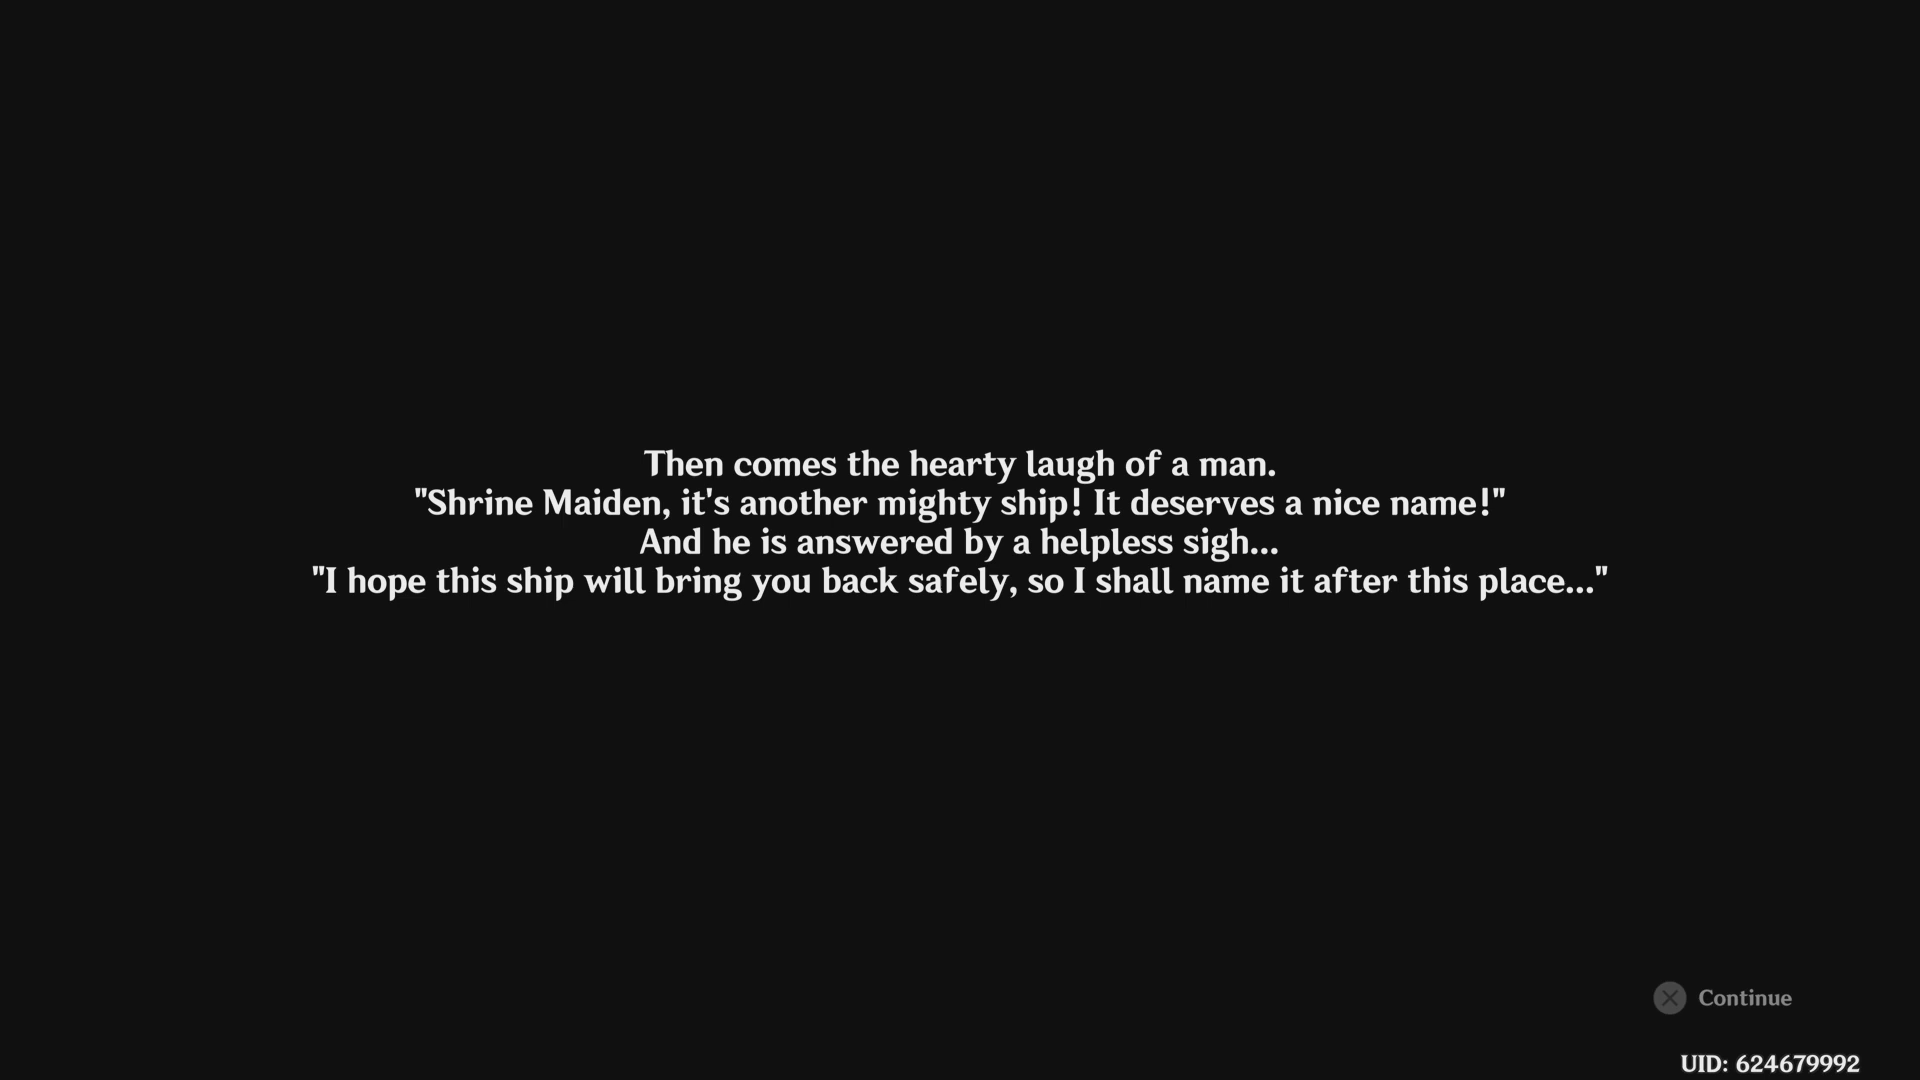 Then comes the hearty laugh of a man.
"Shrine Maiden, it's another mighty ship! It deserves a nice name!"
And he is answered by a helpless sigh...
"I hope this ship will bring you back safely, so I shall name it after this place..."
Continue
UID: 624679992